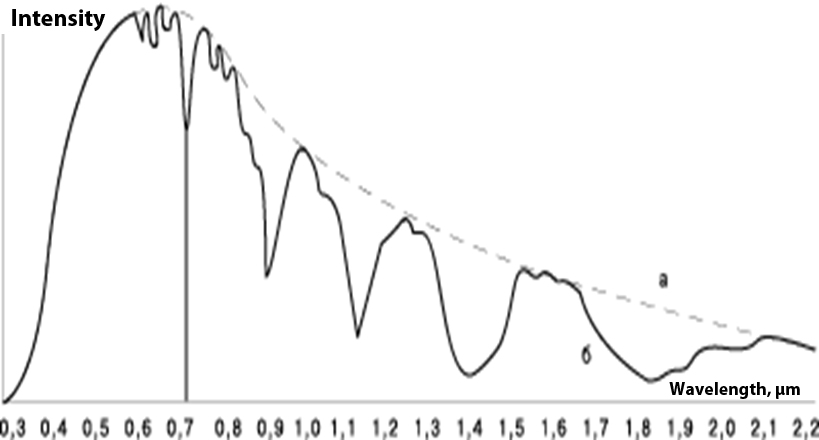 Intensity
a
б
Wavelength, μm
0,3 0,4 0,5 0,6 0,7 0,8 0,9 1,0 1,1 1,2 1,3 1,4 1,5 1,6 1,7 1,8 1,9 2,0 2,1 2,2